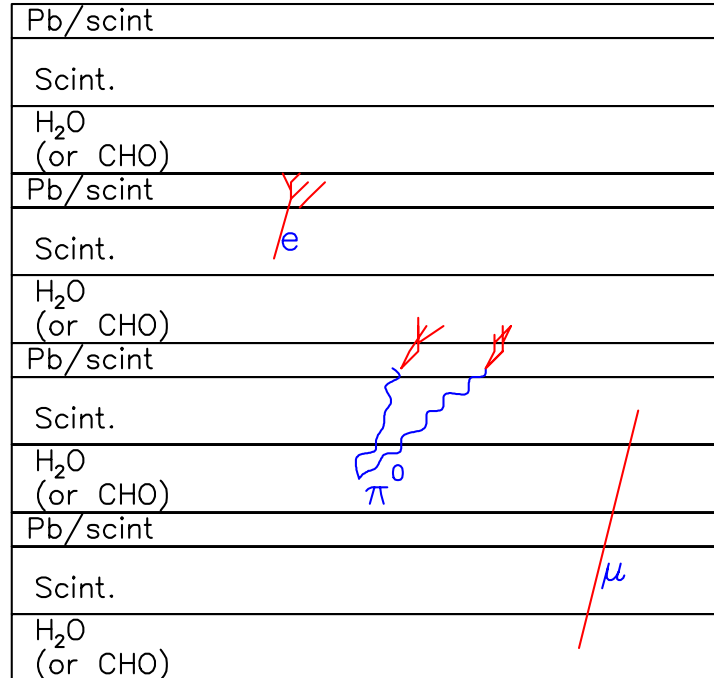 Pb/scint
Scint.
H₂O
(or CHO)
Pb/scint
Scint.
e
H₂O
(or CHO)
Pb/scint
Scint.
H₂O
(or CHO)
π⁰
Pb/scint
Scint.
μ
H₂O
(or CHO)